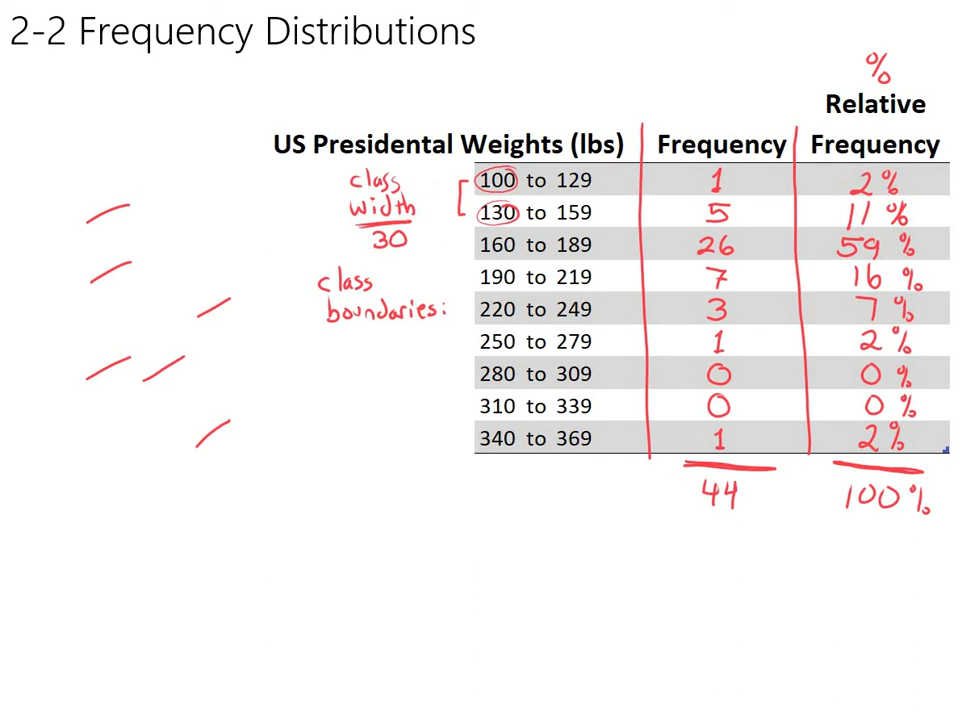 2-2 Frequency Distributions
%
Relative
US Presidental Weights (lbs) Frequency Frequency
class 100 to 129 1 2%
width 130 to 159 5 11%
30 160 to 189 26 59%
class 190 to 219 7 16%
boundaries: 220 to 249 3 7%
250 to 279 1 2%
280 to 309 0 0%
310 to 339 0 0%
340 to 369 1 2%
44 100%